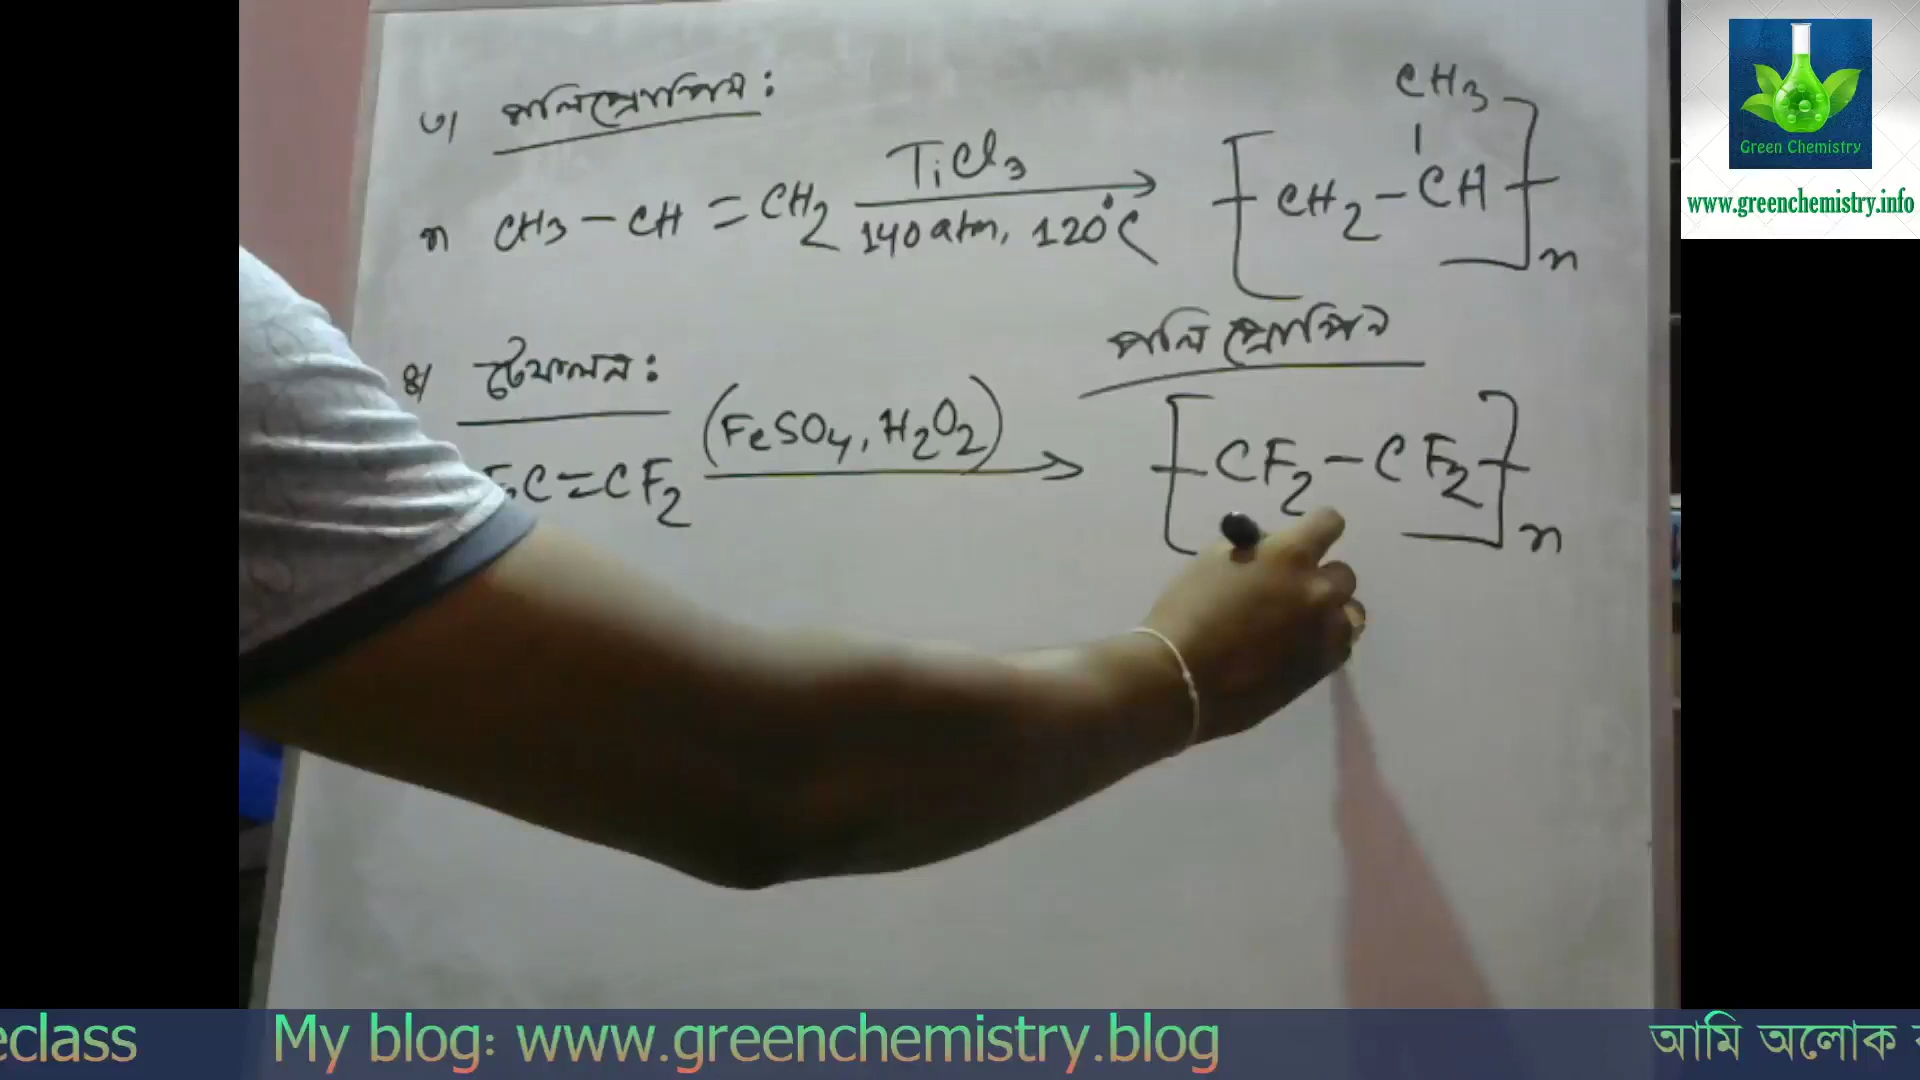 ৩। পলিপ্রোপিন :
n CH3 – CH = CH2 TiCl3 140 atm, 120°C [ CH2 – CH ]n
CH3
পলি প্রোপিন
৪। টেফলন :
C = CF2 (FeSO4, H2O2) [ CF2 – CF2 ]n
Green Chemistry
www.greenchemistry.info
eclass My blog: www.greenchemistry.blog আমি অলোক